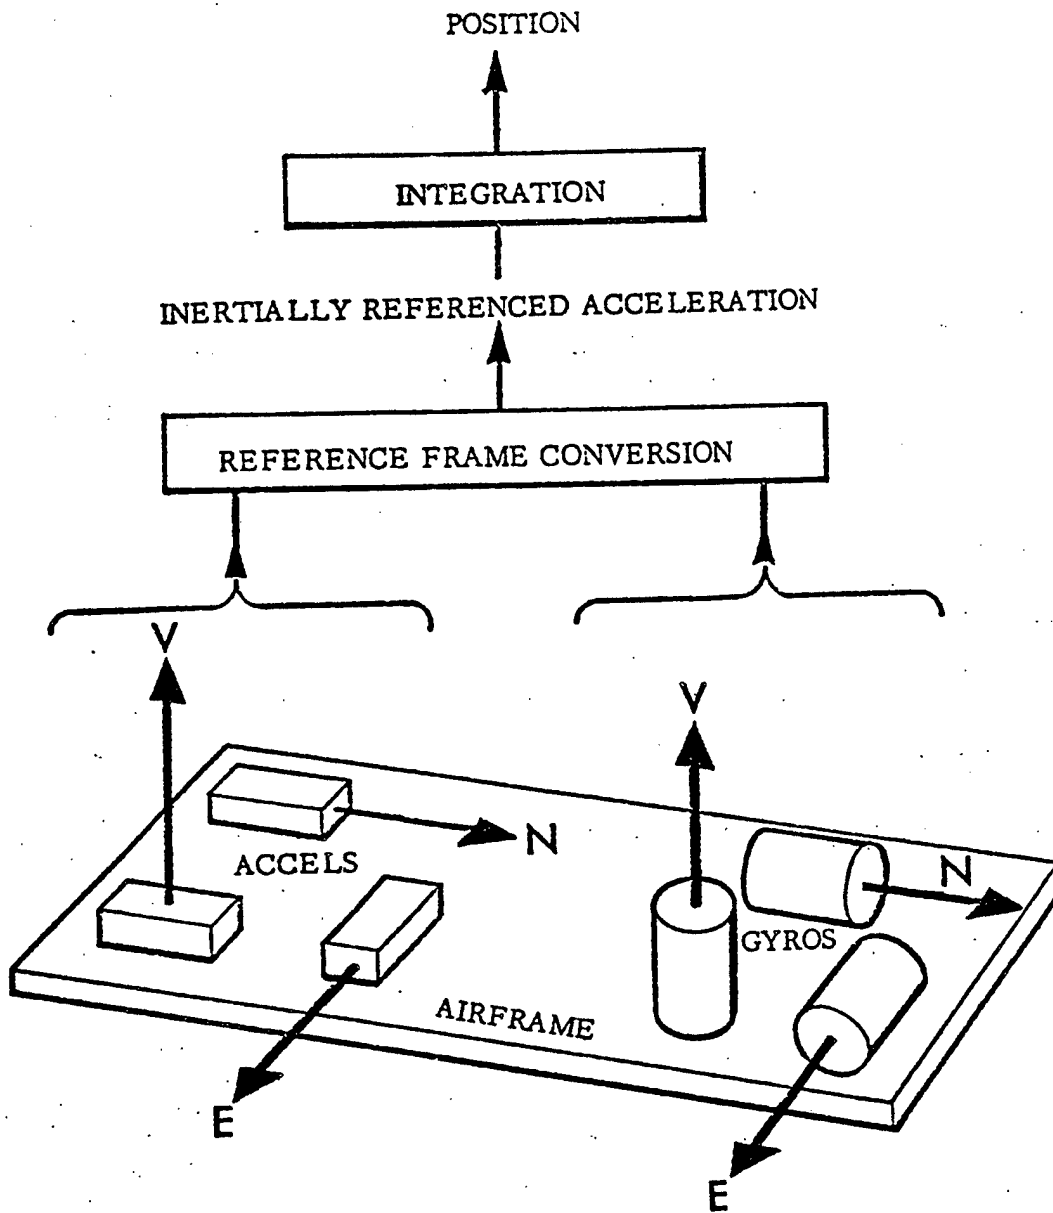 POSITION
INTEGRATION
INERTIALLY REFERENCED ACCELERATION
REFERENCE FRAME CONVERSION
V
V
N
ACCELS
N
GYROS
AIRFRAME
E
E